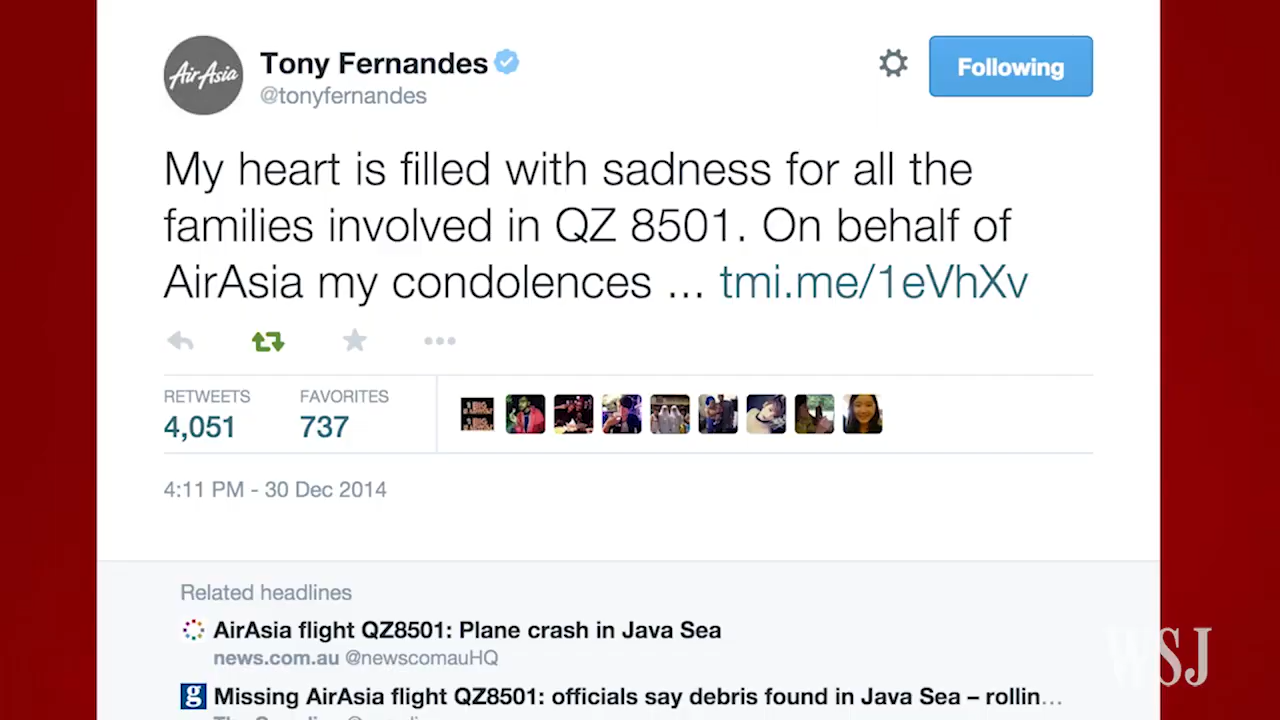 AirAsia
Tony Fernandes
@tonyfernandes
Following
My heart is filled with sadness for all the
families involved in QZ 8501. On behalf of
AirAsia my condolences ... tmi.me/1eVhXv
RETWEETS
4,051
FAVORITES
737
4:11 PM - 30 Dec 2014
Related headlines
AirAsia flight QZ8501: Plane crash in Java Sea
news.com.au @newscomauHQ
g Missing AirAsia flight QZ8501: officials say debris found in Java Sea – rollin...
WSJ